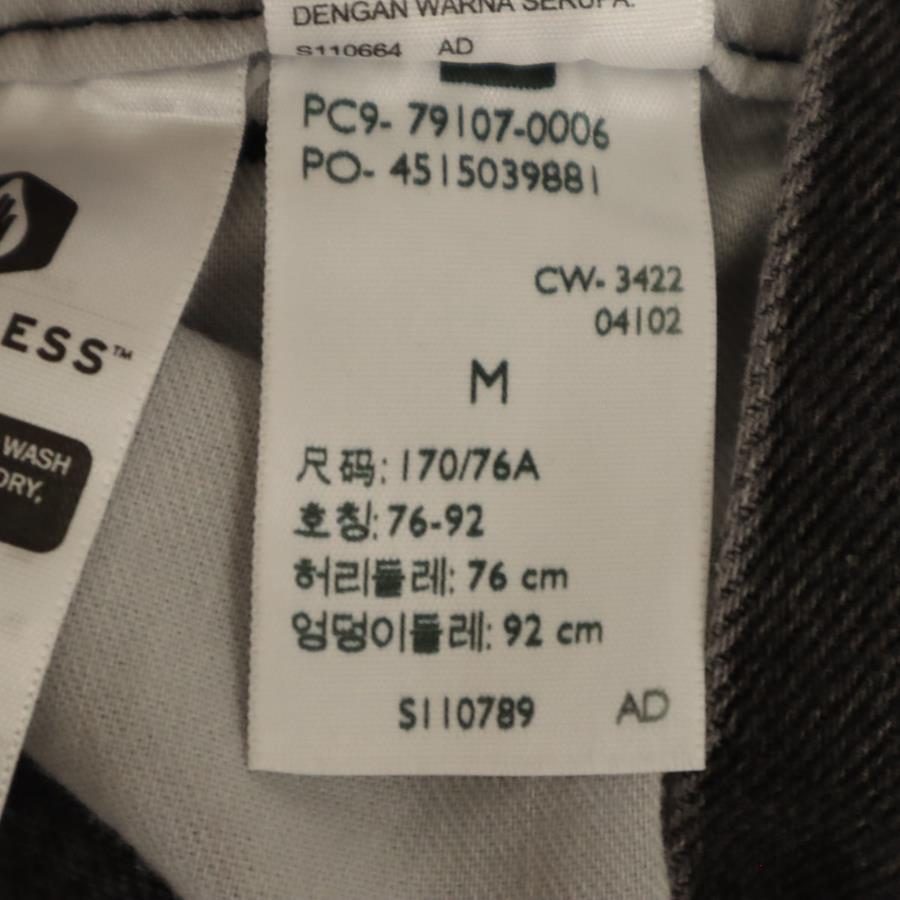 DENGAN WARNA SERUPA.
S110664 AD
PC9- 79107-0006
PO- 4515039881
CW- 3422
04102
M
尺码: 170/76A
호칭: 76-92
허리둘레: 76 cm
엉덩이둘레: 92 cm
S110789 AD
ESS™
WASH
DRY,